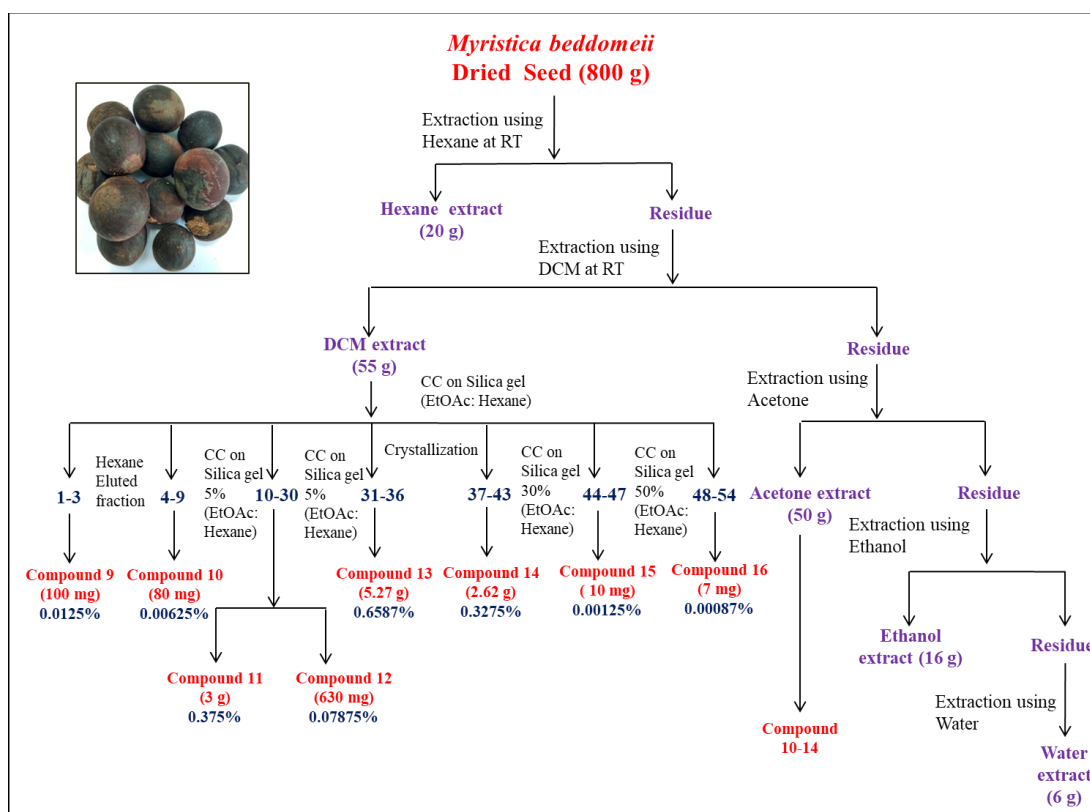 Myristica beddomeii
Dried Seed (800 g)
Extraction using
Hexane at RT
Hexane extract
(20 g)
Residue
Extraction using
DCM at RT
DCM extract
(55 g)
Residue
CC on Silica gel
(EtOAc: Hexane)
Extraction using
Acetone
Hexane
Eluted
fraction
CC on
Silica gel
5%
(EtOAc:
Hexane)
CC on
Silica gel
5%
(EtOAc:
Hexane)
Crystallization
CC on
Silica gel
30%
(EtOAc:
Hexane)
CC on
Silica gel
50%
(EtOAc:
Hexane)
1-3
4-9
10-30
31-36
37-43
44-47
48-54
Acetone extract
(50 g)
Residue
Extraction using
Ethanol
Compound 9
(100 mg)
0.0125%
Compound 10
(80 mg)
0.00625%
Compound 13
(5.27 g)
0.6587%
Compound 14
(2.62 g)
0.3275%
Compound 15
( 10 mg)
0.00125%
Compound 16
(7 mg)
0.00087%
Ethanol
extract (16 g)
Residue
Compound 11
(3 g)
0.375%
Compound 12
(630 mg)
0.07875%
Extraction using
Water
Compound
10-14
Water
extract
(6 g)